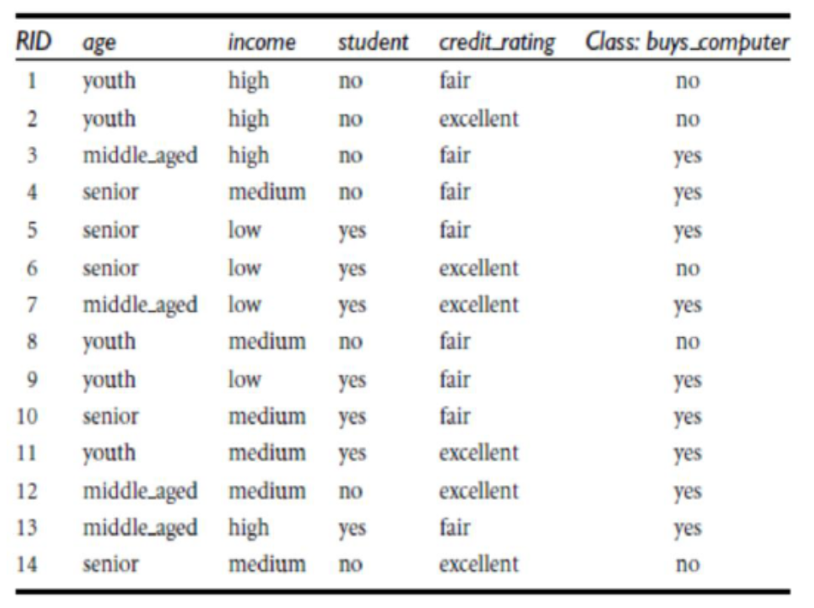 RID age income student credit_rating Class: buys_computer
1 youth high no fair no
2 youth high no excellent no
3 middle_aged high no fair yes
4 senior medium no fair yes
5 senior low yes fair yes
6 senior low yes excellent no
7 middle_aged low yes excellent yes
8 youth medium no fair no
9 youth low yes fair yes
10 senior medium yes fair yes
11 youth medium yes excellent yes
12 middle_aged medium no excellent yes
13 middle_aged high yes fair yes
14 senior medium no excellent no